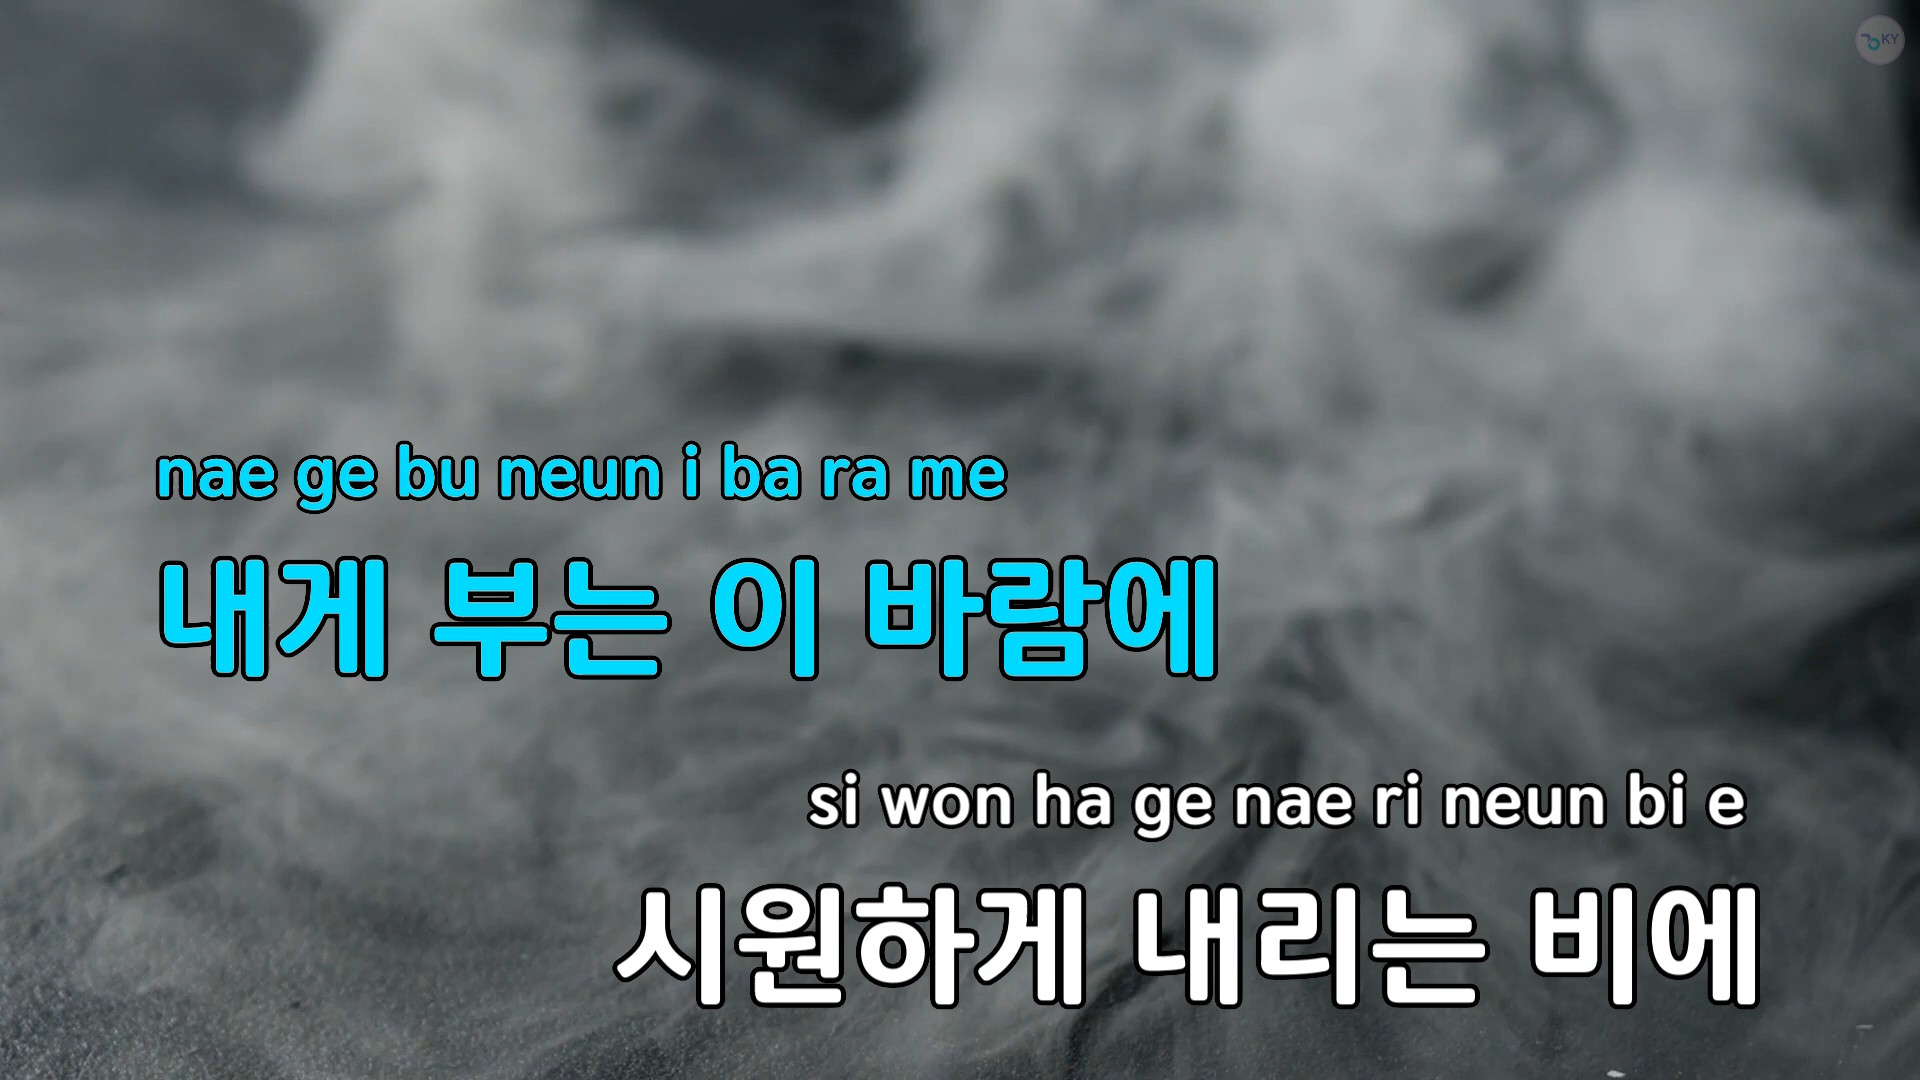 KY
nae ge bu neun i ba ra me
내게 부는 이 바람에
si won ha ge nae ri neun bi e
시원하게 내리는 비에